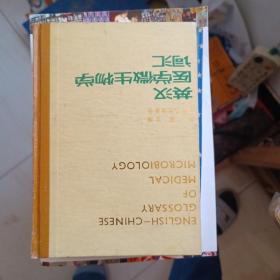 英汉
医学微生物学
词汇
ENGLISH–CHINESE
GLOSSARY
OF
MEDICAL
MICROBIOLOGY